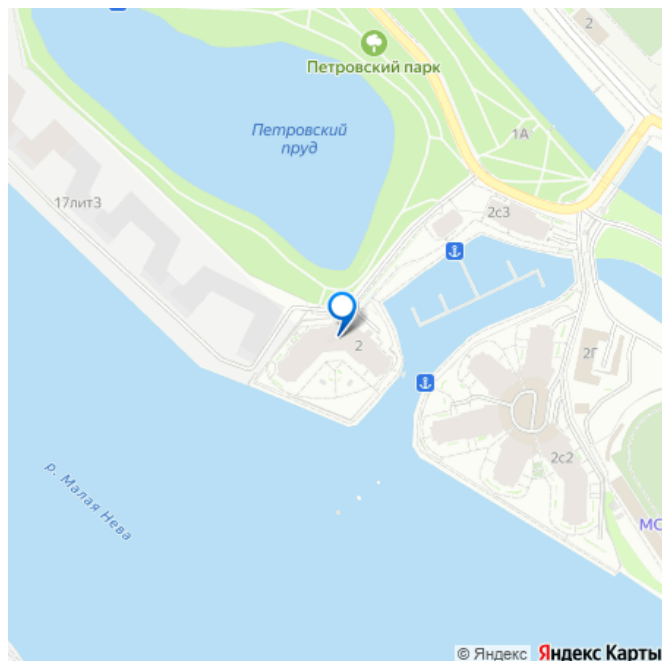 2
Петровский парк
Петровский
пруд
1А
17лит3
2с3
2
2Г
2с2
р. Малая Нева
МС
© Яндекс Яндекс Карты